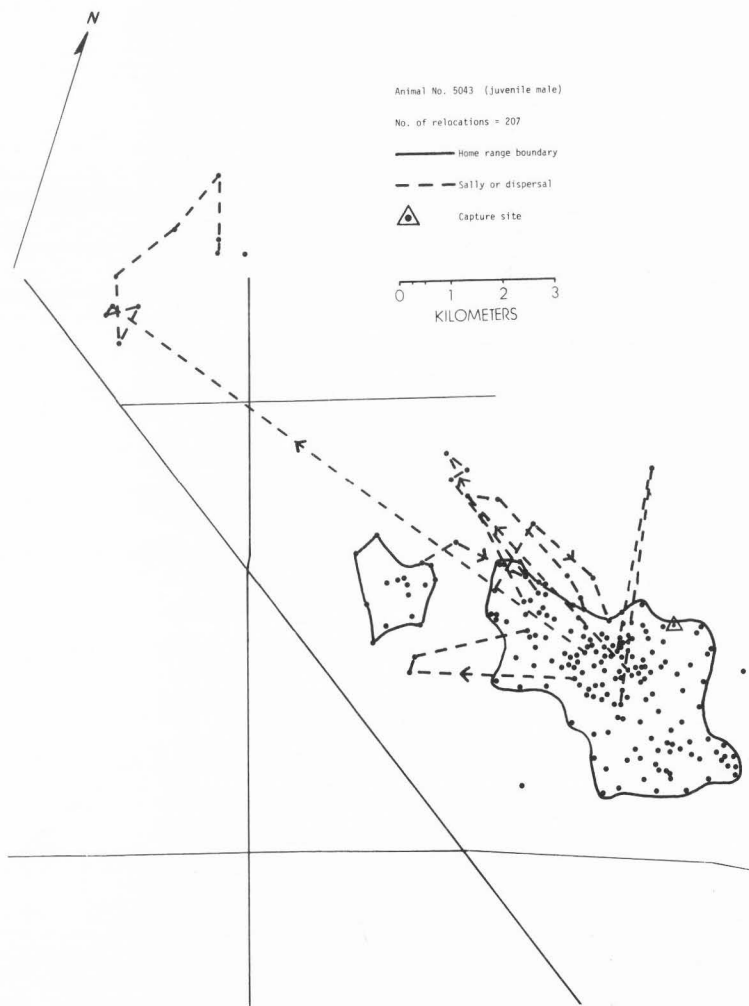 N
Animal No. 5043 (juvenile male)
No. of relocations = 207
Home range boundary
Sally or dispersal
Capture site
0 1 2 3
KILOMETERS